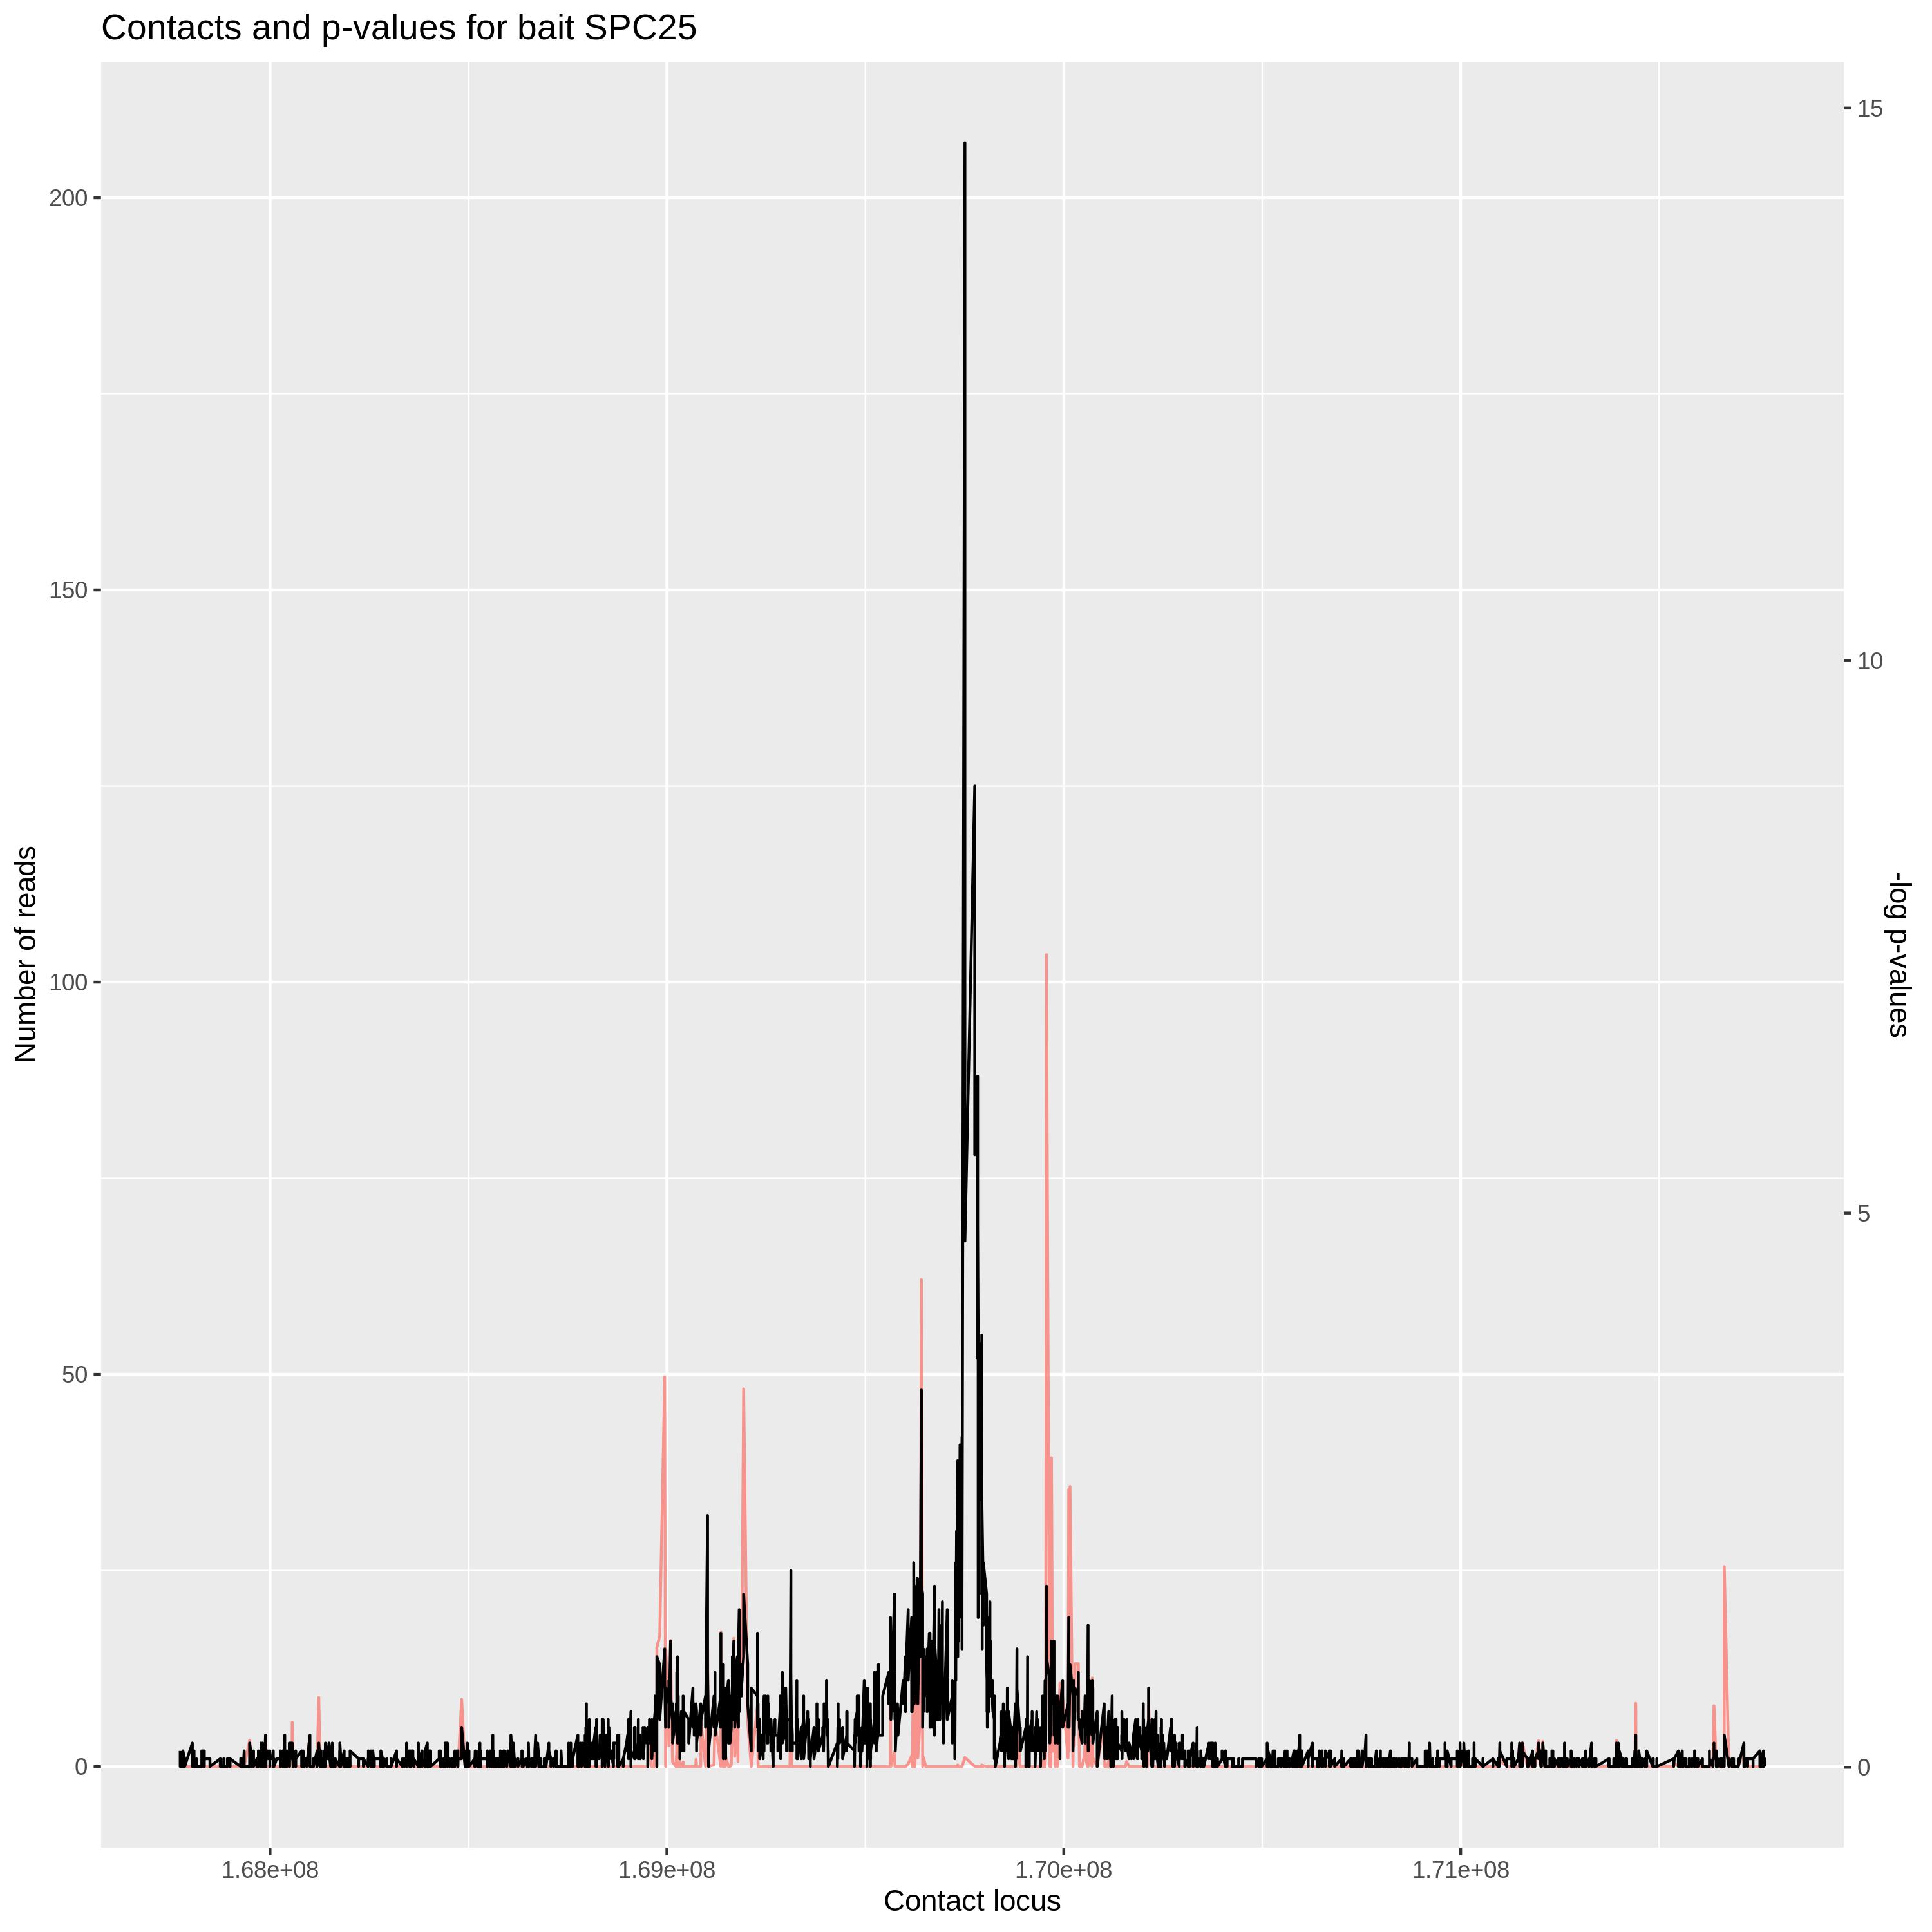 Contacts and p-values for bait SPC25
15
200
150
10
Number of reads
-log p-values
100
5
50
0
0
1.68e+08
1.69e+08
1.70e+08
1.71e+08
Contact locus